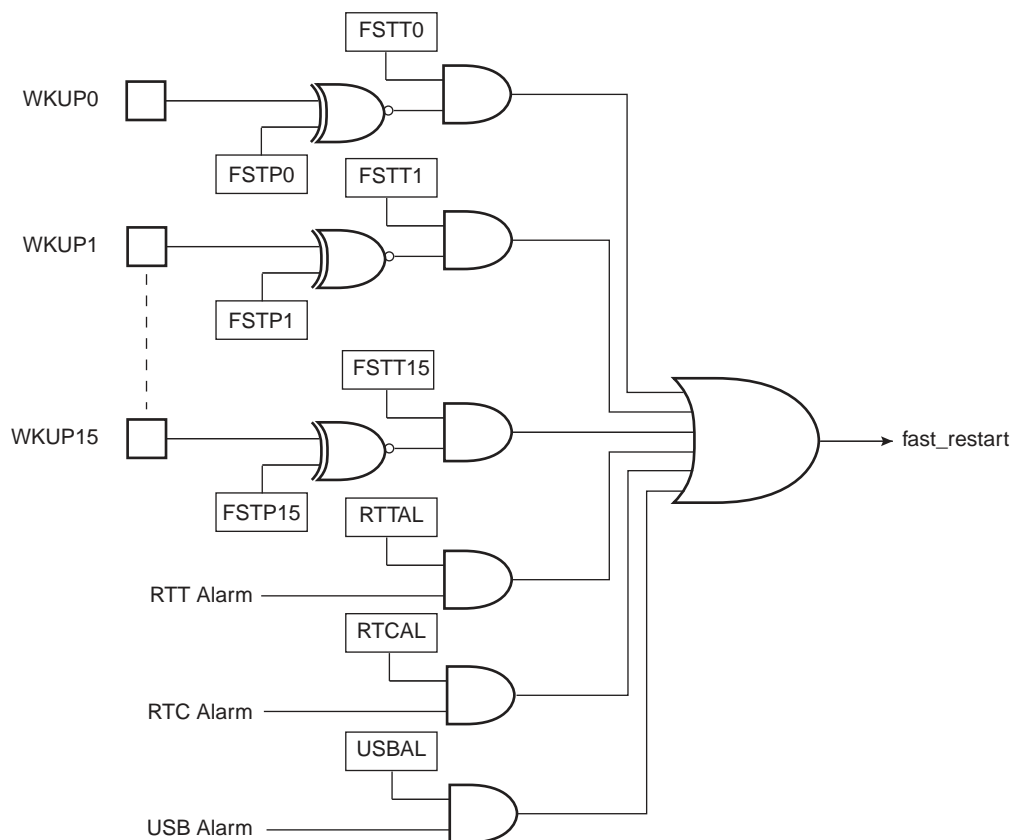 FSTT0
WKUP0
FSTP0
FSTT1
WKUP1
FSTP1
FSTT15
WKUP15
fast_restart
FSTP15
RTTAL
RTT Alarm
RTCAL
RTC Alarm
USBAL
USB Alarm